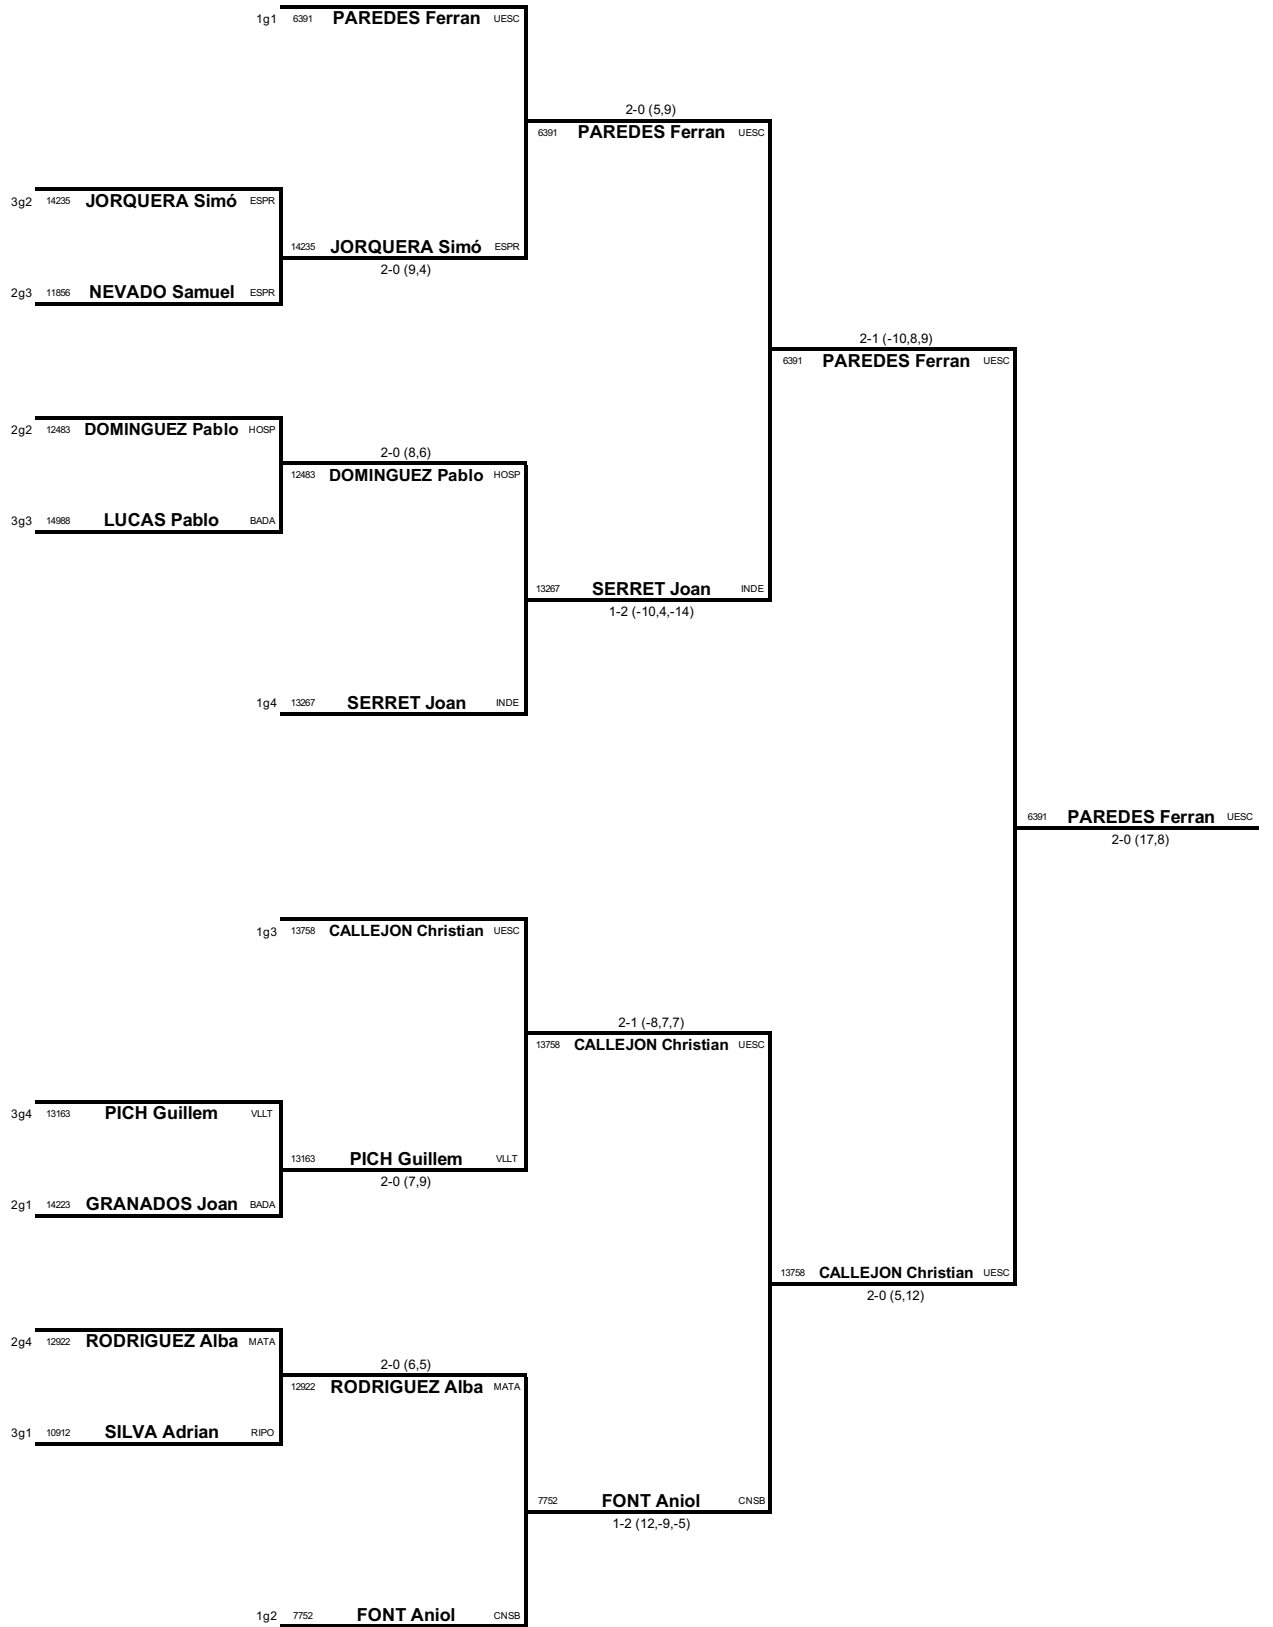 1g1 6391 PAREDES Ferran UESC
2-0 (5,9)
6391 PAREDES Ferran UESC
3g2 14235 JORQUERA Simó ESPR
14235 JORQUERA Simó ESPR
2-0 (9,4)
2g3 11856 NEVADO Samuel ESPR
2-1 (-10,8,9)
6391 PAREDES Ferran UESC
2g2 12483 DOMINGUEZ Pablo HOSP
2-0 (8,6)
12483 DOMINGUEZ Pablo HOSP
3g3 14988 LUCAS Pablo BADA
13267 SERRET Joan INDE
1-2 (-10,4,-14)
1g4 13267 SERRET Joan INDE
6391 PAREDES Ferran UESC
2-0 (17,8)
1g3 13758 CALLEJON Christian UESC
2-1 (-8,7,7)
13758 CALLEJON Christian UESC
3g4 13163 PICH Guillem VLLT
13163 PICH Guillem VLLT
2-0 (7,9)
2g1 14223 GRANADOS Joan BADA
13758 CALLEJON Christian UESC
2-0 (5,12)
2g4 12922 RODRIGUEZ Alba MATA
2-0 (6,5)
12922 RODRIGUEZ Alba MATA
3g1 10912 SILVA Adrian RIPO
7752 FONT Aniol CNSB
1-2 (12,-9,-5)
1g2 7752 FONT Aniol CNSB